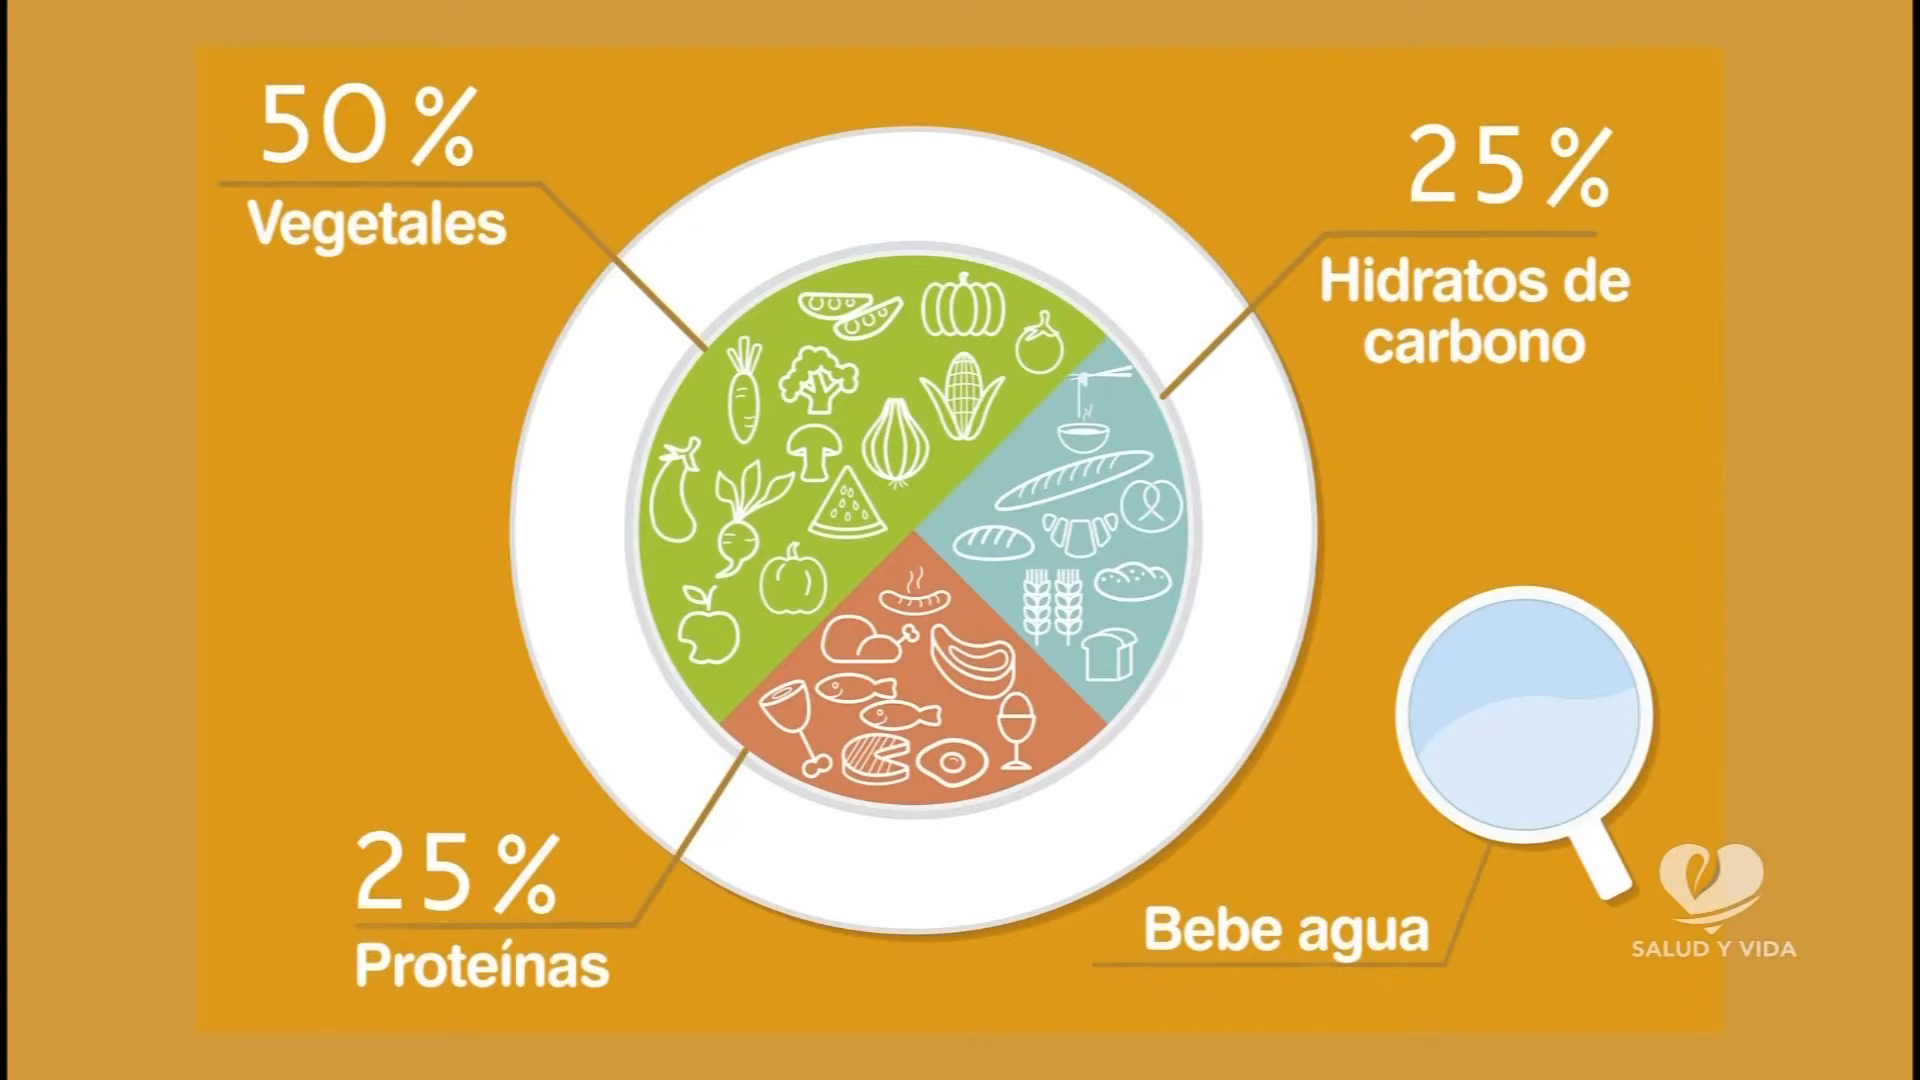 50%
Vegetales
25%
Hidratos de
carbono
25%
Proteínas
Bebe agua
SALUD Y VIDA